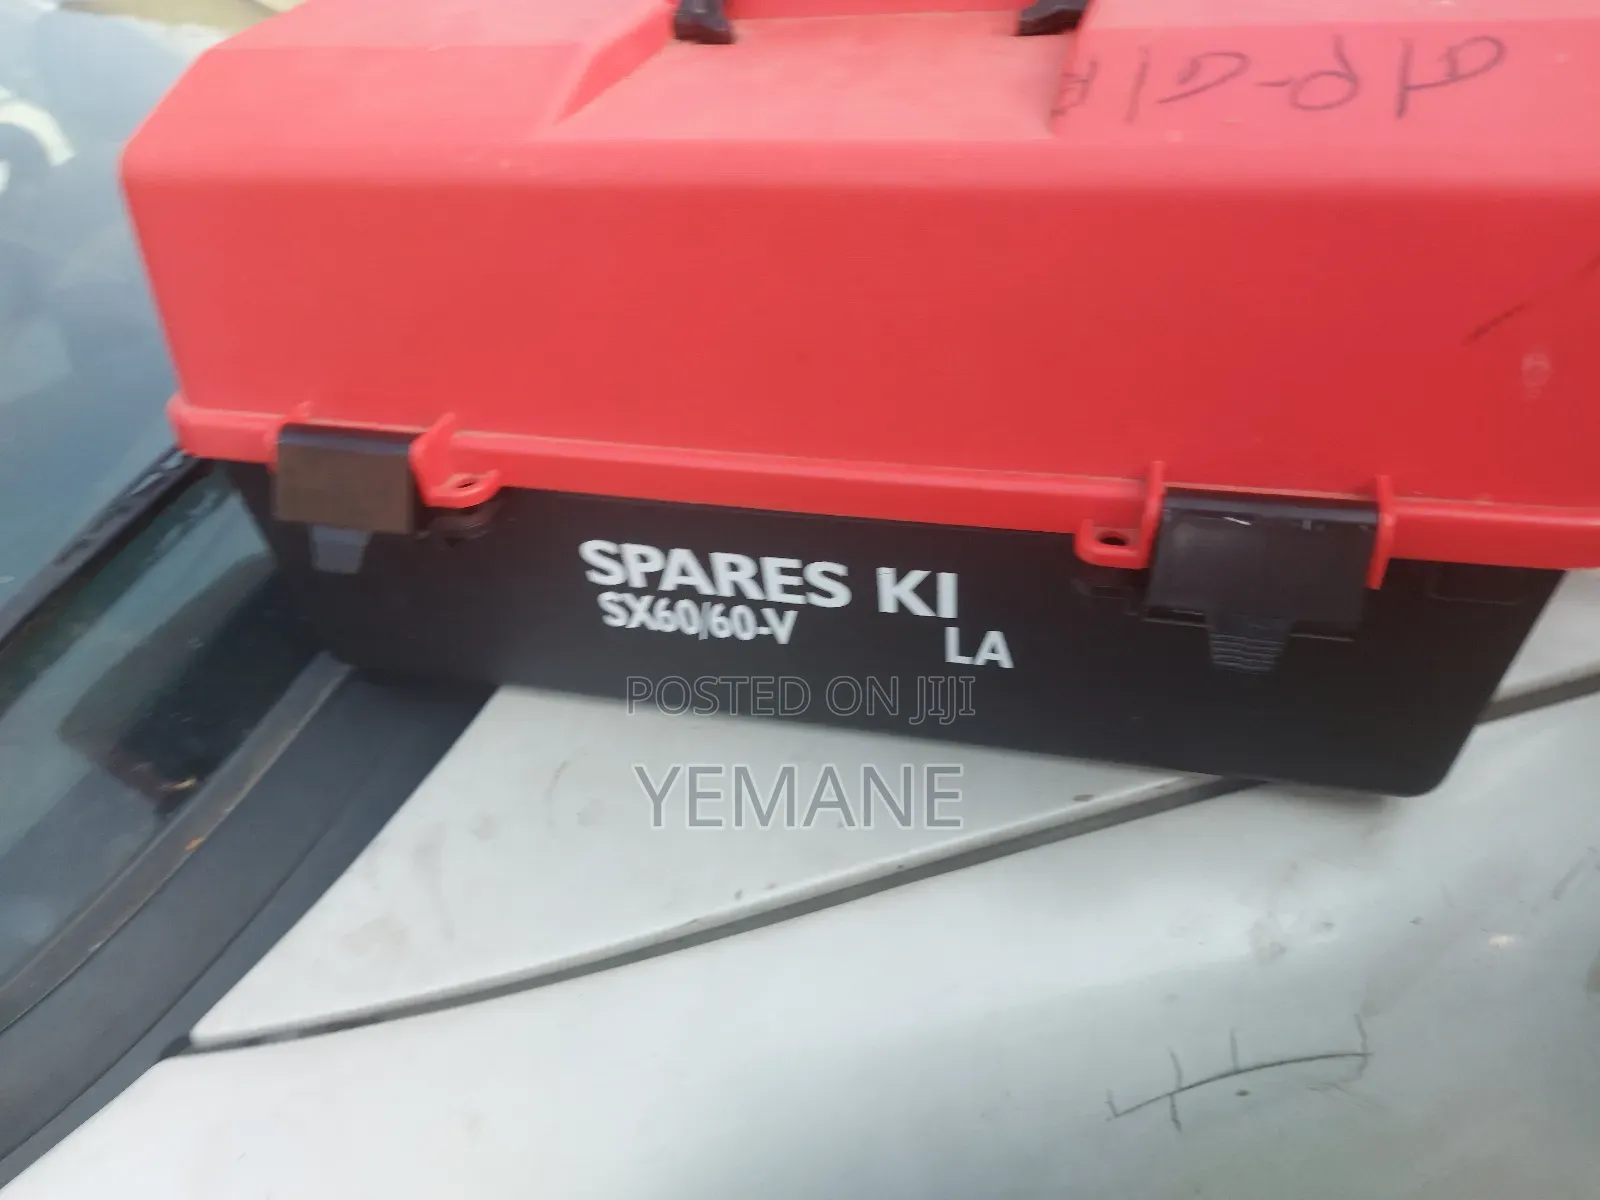 SPARES KI
SX60/60-V
LA
POSTED ON JIJI
YEMANE